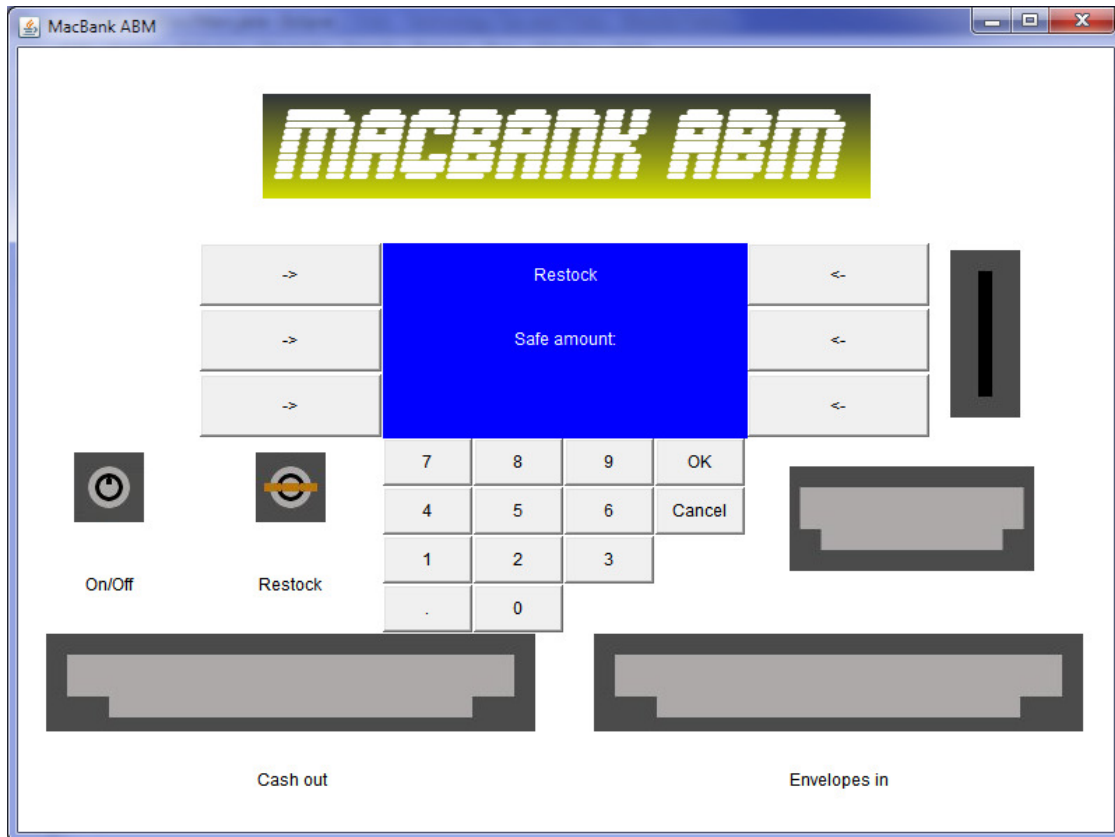 MacBank ABM
MACBANK ABM
-> Restock <-
-> Safe amount: <-
-> <-
7 8 9 OK
4 5 6 Cancel
1 2 3
. 0
On/Off Restock
Cash out Envelopes in